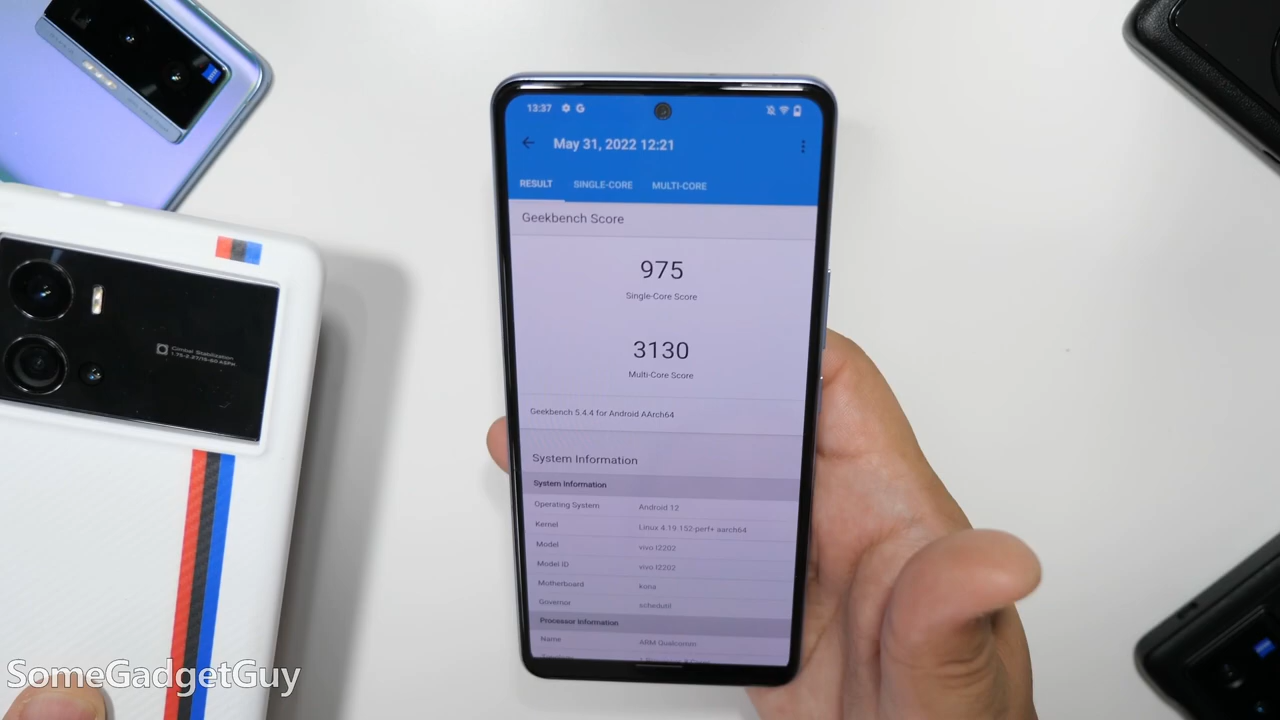 13:37
May 31, 2022 12:21
RESULT SINGLE-CORE MULTI-CORE
Geekbench Score
975
Single-Core Score
3130
Multi-Core Score
Geekbench 5.4.4 for Android AArch64
System Information
System Information
Operating System Android 12
Kernel Linux 4.19.152-perf+ aarch64
Model vivo I2202
Model ID vivo I2202
Motherboard kona
Governor schedutil
Processor Information
Name ARM Qualcomm
Gimbal Stabilization
SomeGadgetGuy